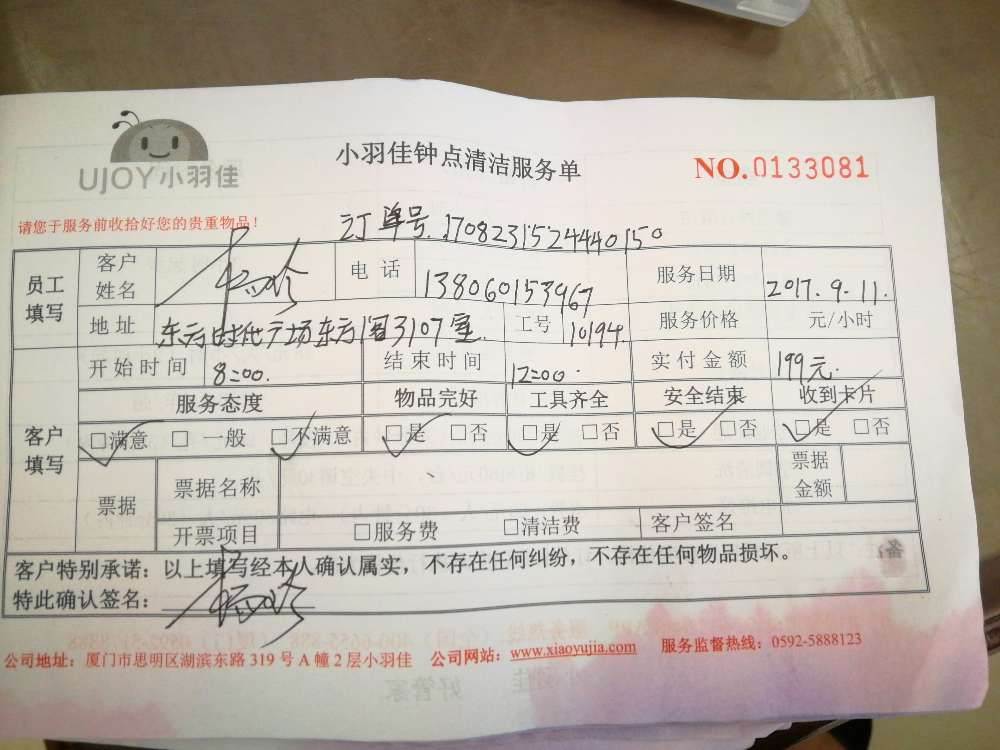 UJOY小羽佳
小羽佳钟点清洁服务单
NO.0133081
请您于服务前收拾好您的贵重物品！
订单号.1708231524440150
员工填写 客户姓名 电话 138060153967 服务日期 2017.9.11.
地址 东方时代广场东方阁3107室. 工号 10194. 服务价格 元/小时
开始时间 8:00. 结束时间 12:00. 实付金额 199元.
客户填写 服务态度 物品完好 工具齐全 安全结束 收到卡片
□满意 □一般 □不满意 □是 □否 □是 □否 □是 □否 □是 □否
票据 票据名称 票据金额
开票项目 □服务费 □清洁费 客户签名
客户特别承诺：以上填写经本人确认属实，不存在任何纠纷，不存在任何物品损坏。
特此确认签名：
公司地址：厦门市思明区湖滨东路 319 号 A 幢 2 层小羽佳 公司网站：www.xiaoyujia.com 服务监督热线：0592-5888123